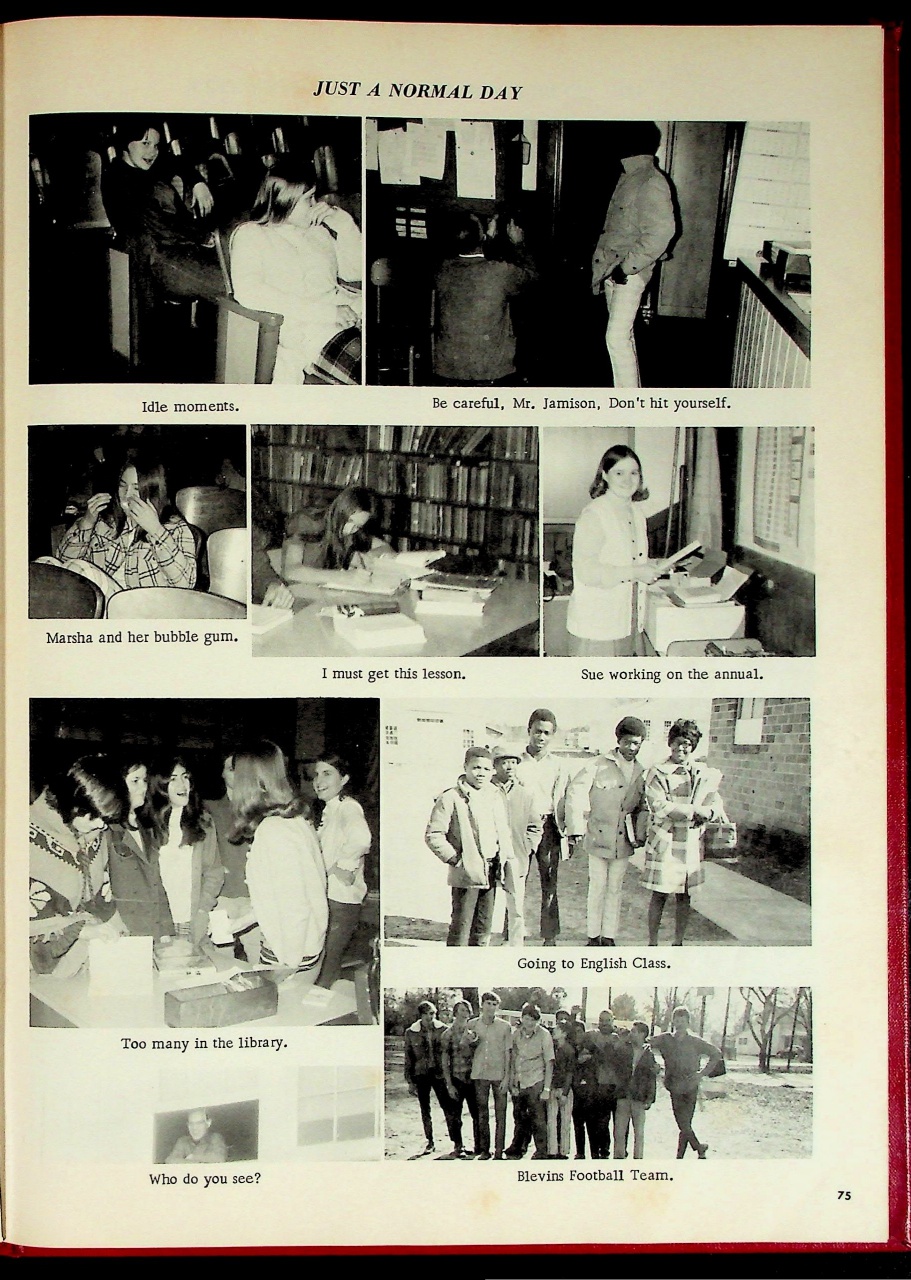 JUST A NORMAL DAY
Idle moments.
Be careful, Mr. Jamison, Don't hit yourself.
Marsha and her bubble gum.
I must get this lesson.
Sue working on the annual.
Too many in the library.
Going to English Class.
Who do you see?
Blevins Football Team.
75